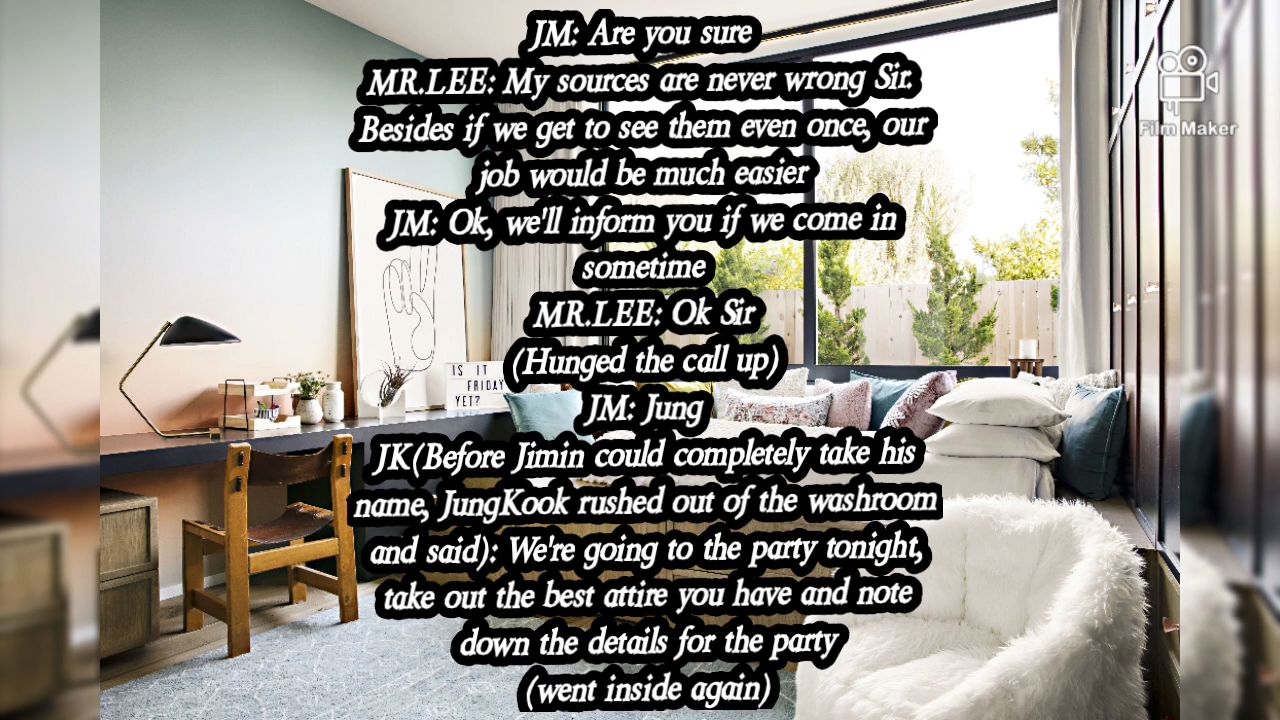 JM: Are you sure
MR.LEE: My sources are never wrong Sir.
Besides if we get to see them even once, our
job would be much easier
JM: Ok, we'll inform you if we come in
sometime
MR.LEE: Ok Sir
(Hunged the call up)
JM: Jung
JK(Before Jimin could completely take his
name, JungKook rushed out of the washroom
and said): We're going to the party tonight,
take out the best attire you have and note
down the details for the party
(went inside again)
Film Maker
IS IT
FRIDAY
YET?